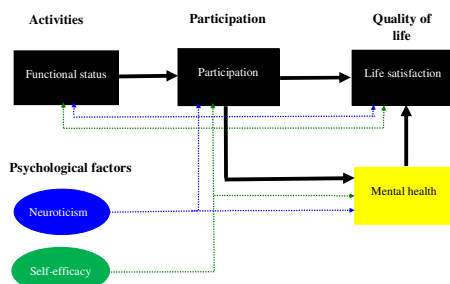 Activities
Participation
Quality of
life
Functional status
Participation
Life satisfaction
Psychological factors
Mental health
Neuroticism
Self-efficacy